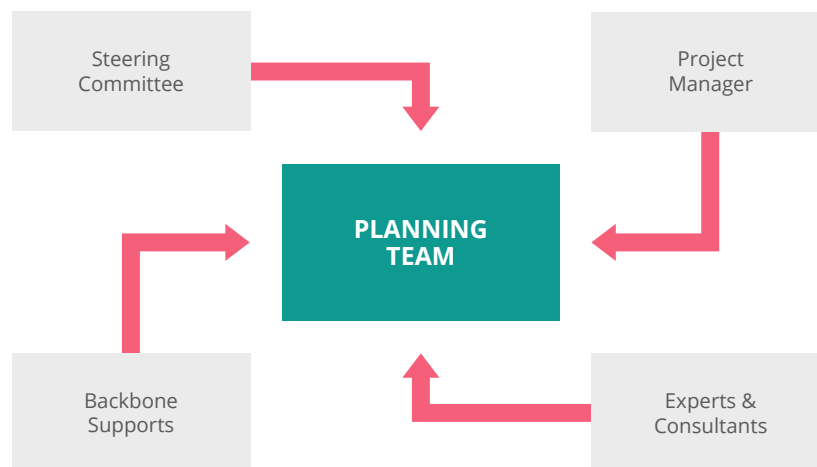 Steering
Committee
Project
Manager
PLANNING
TEAM
Backbone
Supports
Experts &
Consultants